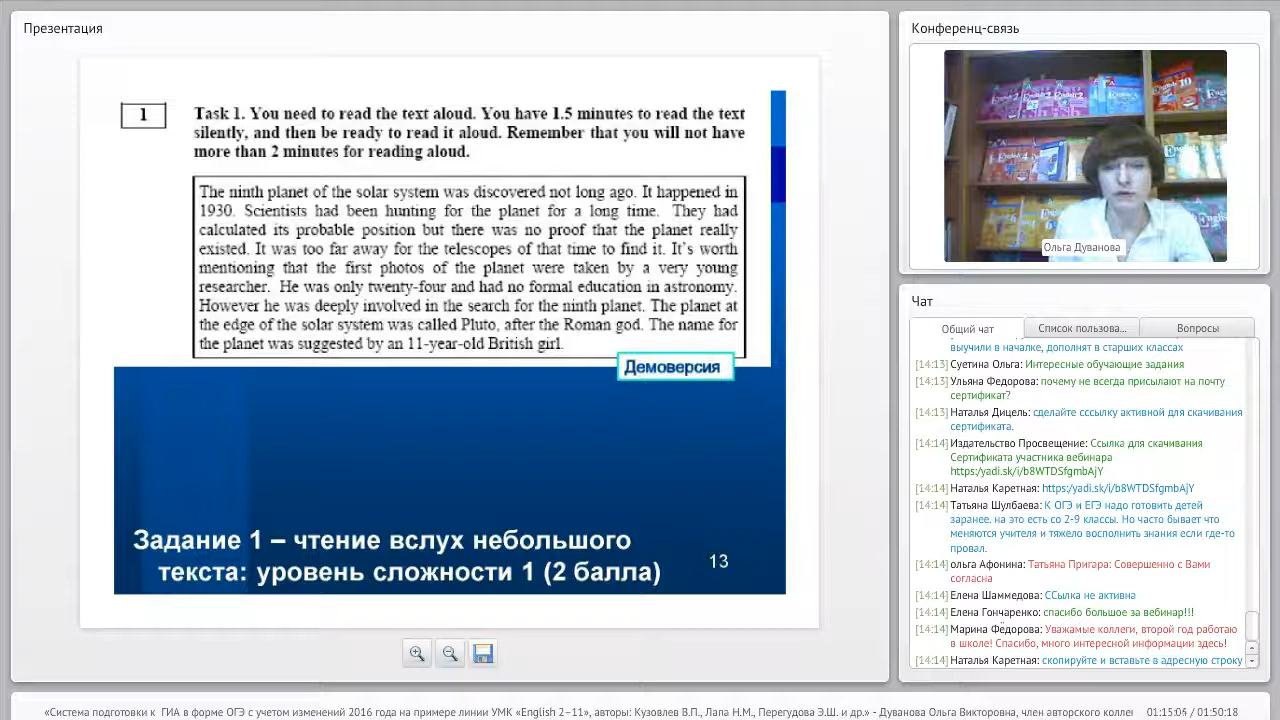 Презентация
1
Task 1. You need to read the text aloud. You have 1.5 minutes to read the text
silently, and then be ready to read it aloud. Remember that you will not have
more than 2 minutes for reading aloud.
The ninth planet of the solar system was discovered not long ago. It happened in
1930. Scientists had been hunting for the planet for a long time. They had
calculated its probable position but there was no proof that the planet really
existed. It was too far away for the telescopes of that time to find it. It's worth
mentioning that the first photos of the planet were taken by a very young
researcher. He was only twenty-four and had no formal education in astronomy.
However he was deeply involved in the search for the ninth planet. The planet at
the edge of the solar system was called Pluto, after the Roman god. The name for
the planet was suggested by an 11-year-old British girl.
Демоверсия
Задание 1 – чтение вслух небольшого
текста: уровень сложности 1 (2 балла)
13
Конференц-связь
Ольга Дуванова
Чат
Общий чат
Список пользова...
Вопросы
выучили в началке, дополнят в старших классах
[14:13] Суетина Ольга: Интересные обучающие задания
[14:13] Ульяна Федорова: почему не всегда присылают на почту
сертификат?
[14:13] Наталья Дицель: сделайте сссылку активной для скачивания
сертификата.
[14:14] Издательство Просвещение: Ссылка для скачивания
Сертификата участника вебинара
https:/yadi.sk/i/b8WTDSfgmbAjY
[14:14] Наталья Каретная: https:/yadi.sk/i/b8WTDSfgmbAjY
[14:14] Татьяна Шулбаева: К ОГЭ и ЕГЭ надо готовить детей
заранее. на это есть со 2-9 классы. Но часто бывает что
меняются учителя и тяжело восполнить знания если где-то
провал.
[14:14] ольга Афонина: Татьяна Пригара: Совершенно с Вами
согласна
[14:14] Елена Шаммедова: ССылка не активна
[14:14] Елена Гончаренко: спасибо большое за вебинар!!!
[14:14] Марина Фёдорова: Уважамые коллеги, второй год работаю
в школе! Спасибо, много интересной информации здесь!
[14:14] Наталья Каретная: скопируйте и вставьте в адресную строку
«Система подготовки к ГИА в форме ОГЭ с учетом изменений 2016 года на примере линии УМК «English 2–11», авторы: Кузовлев В.П., Лапа Н.М., Перегудова Э.Ш. и др.» - Дуванова Ольга Викторовна, член авторского коллек
01:15:06 / 01:50:18